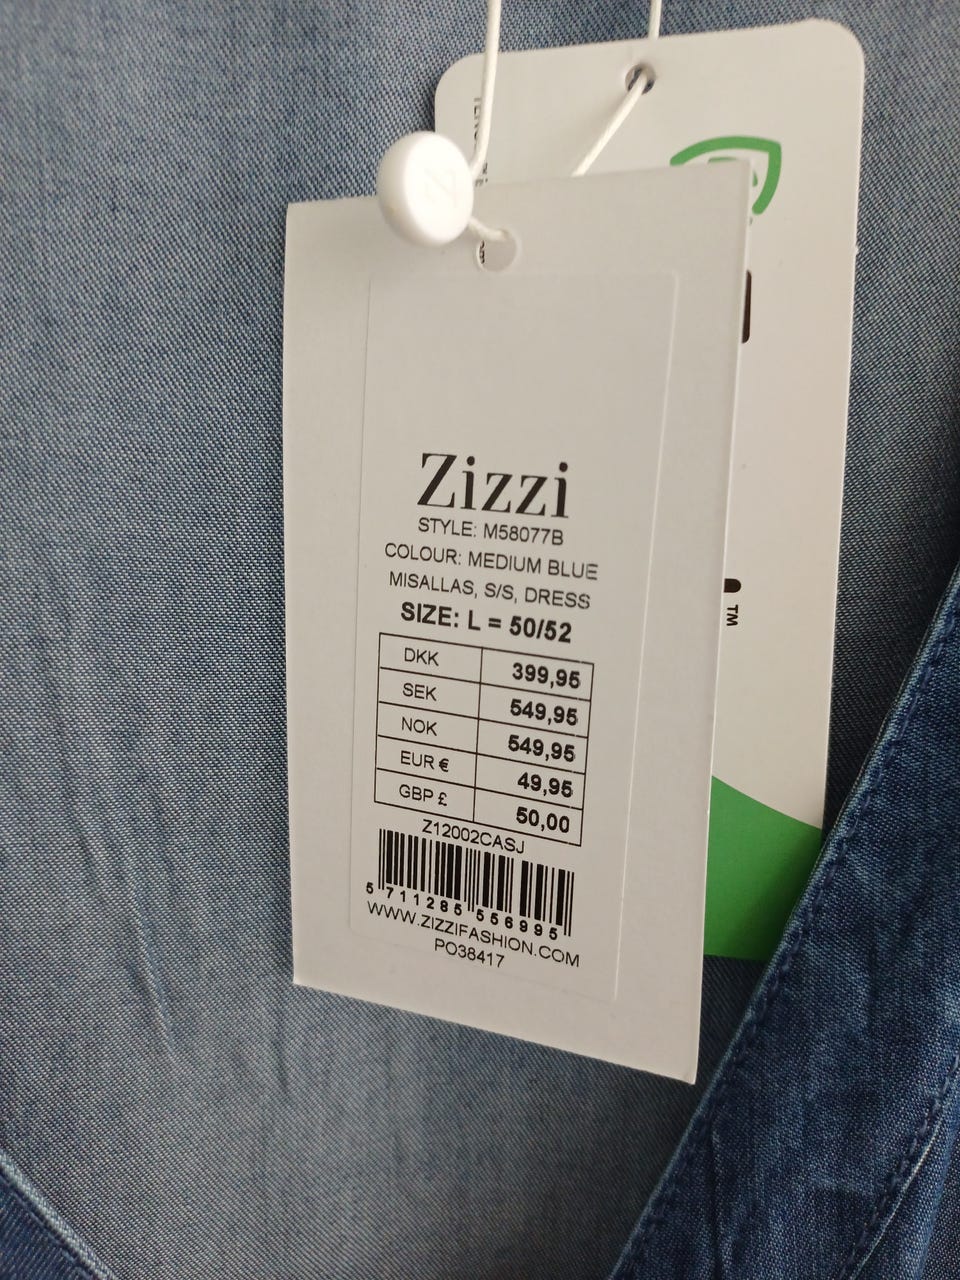 Zizzi
STYLE: M58077B
COLOUR: MEDIUM BLUE
MISALLAS, S/S, DRESS
SIZE: L = 50/52
DKK 399,95
SEK 549,95
NOK 549,95
EUR € 49,95
GBP £ 50,00
Z12002CASJ
5 711285 556995
WWW.ZIZZIFASHION.COM
PO38417
TM